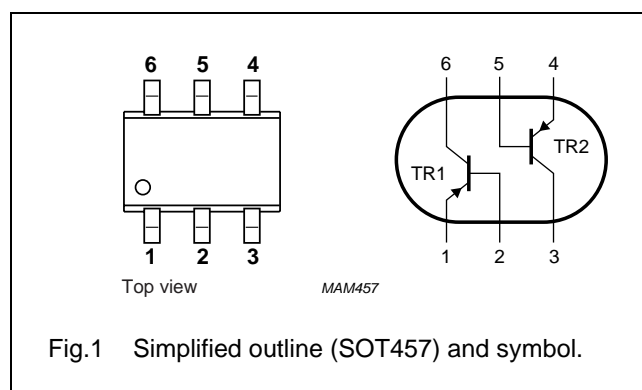 6 5 4
1 2 3
Top view
6 5 4
TR1
TR2
1 2 3
MAM457
Fig.1 Simplified outline (SOT457) and symbol.